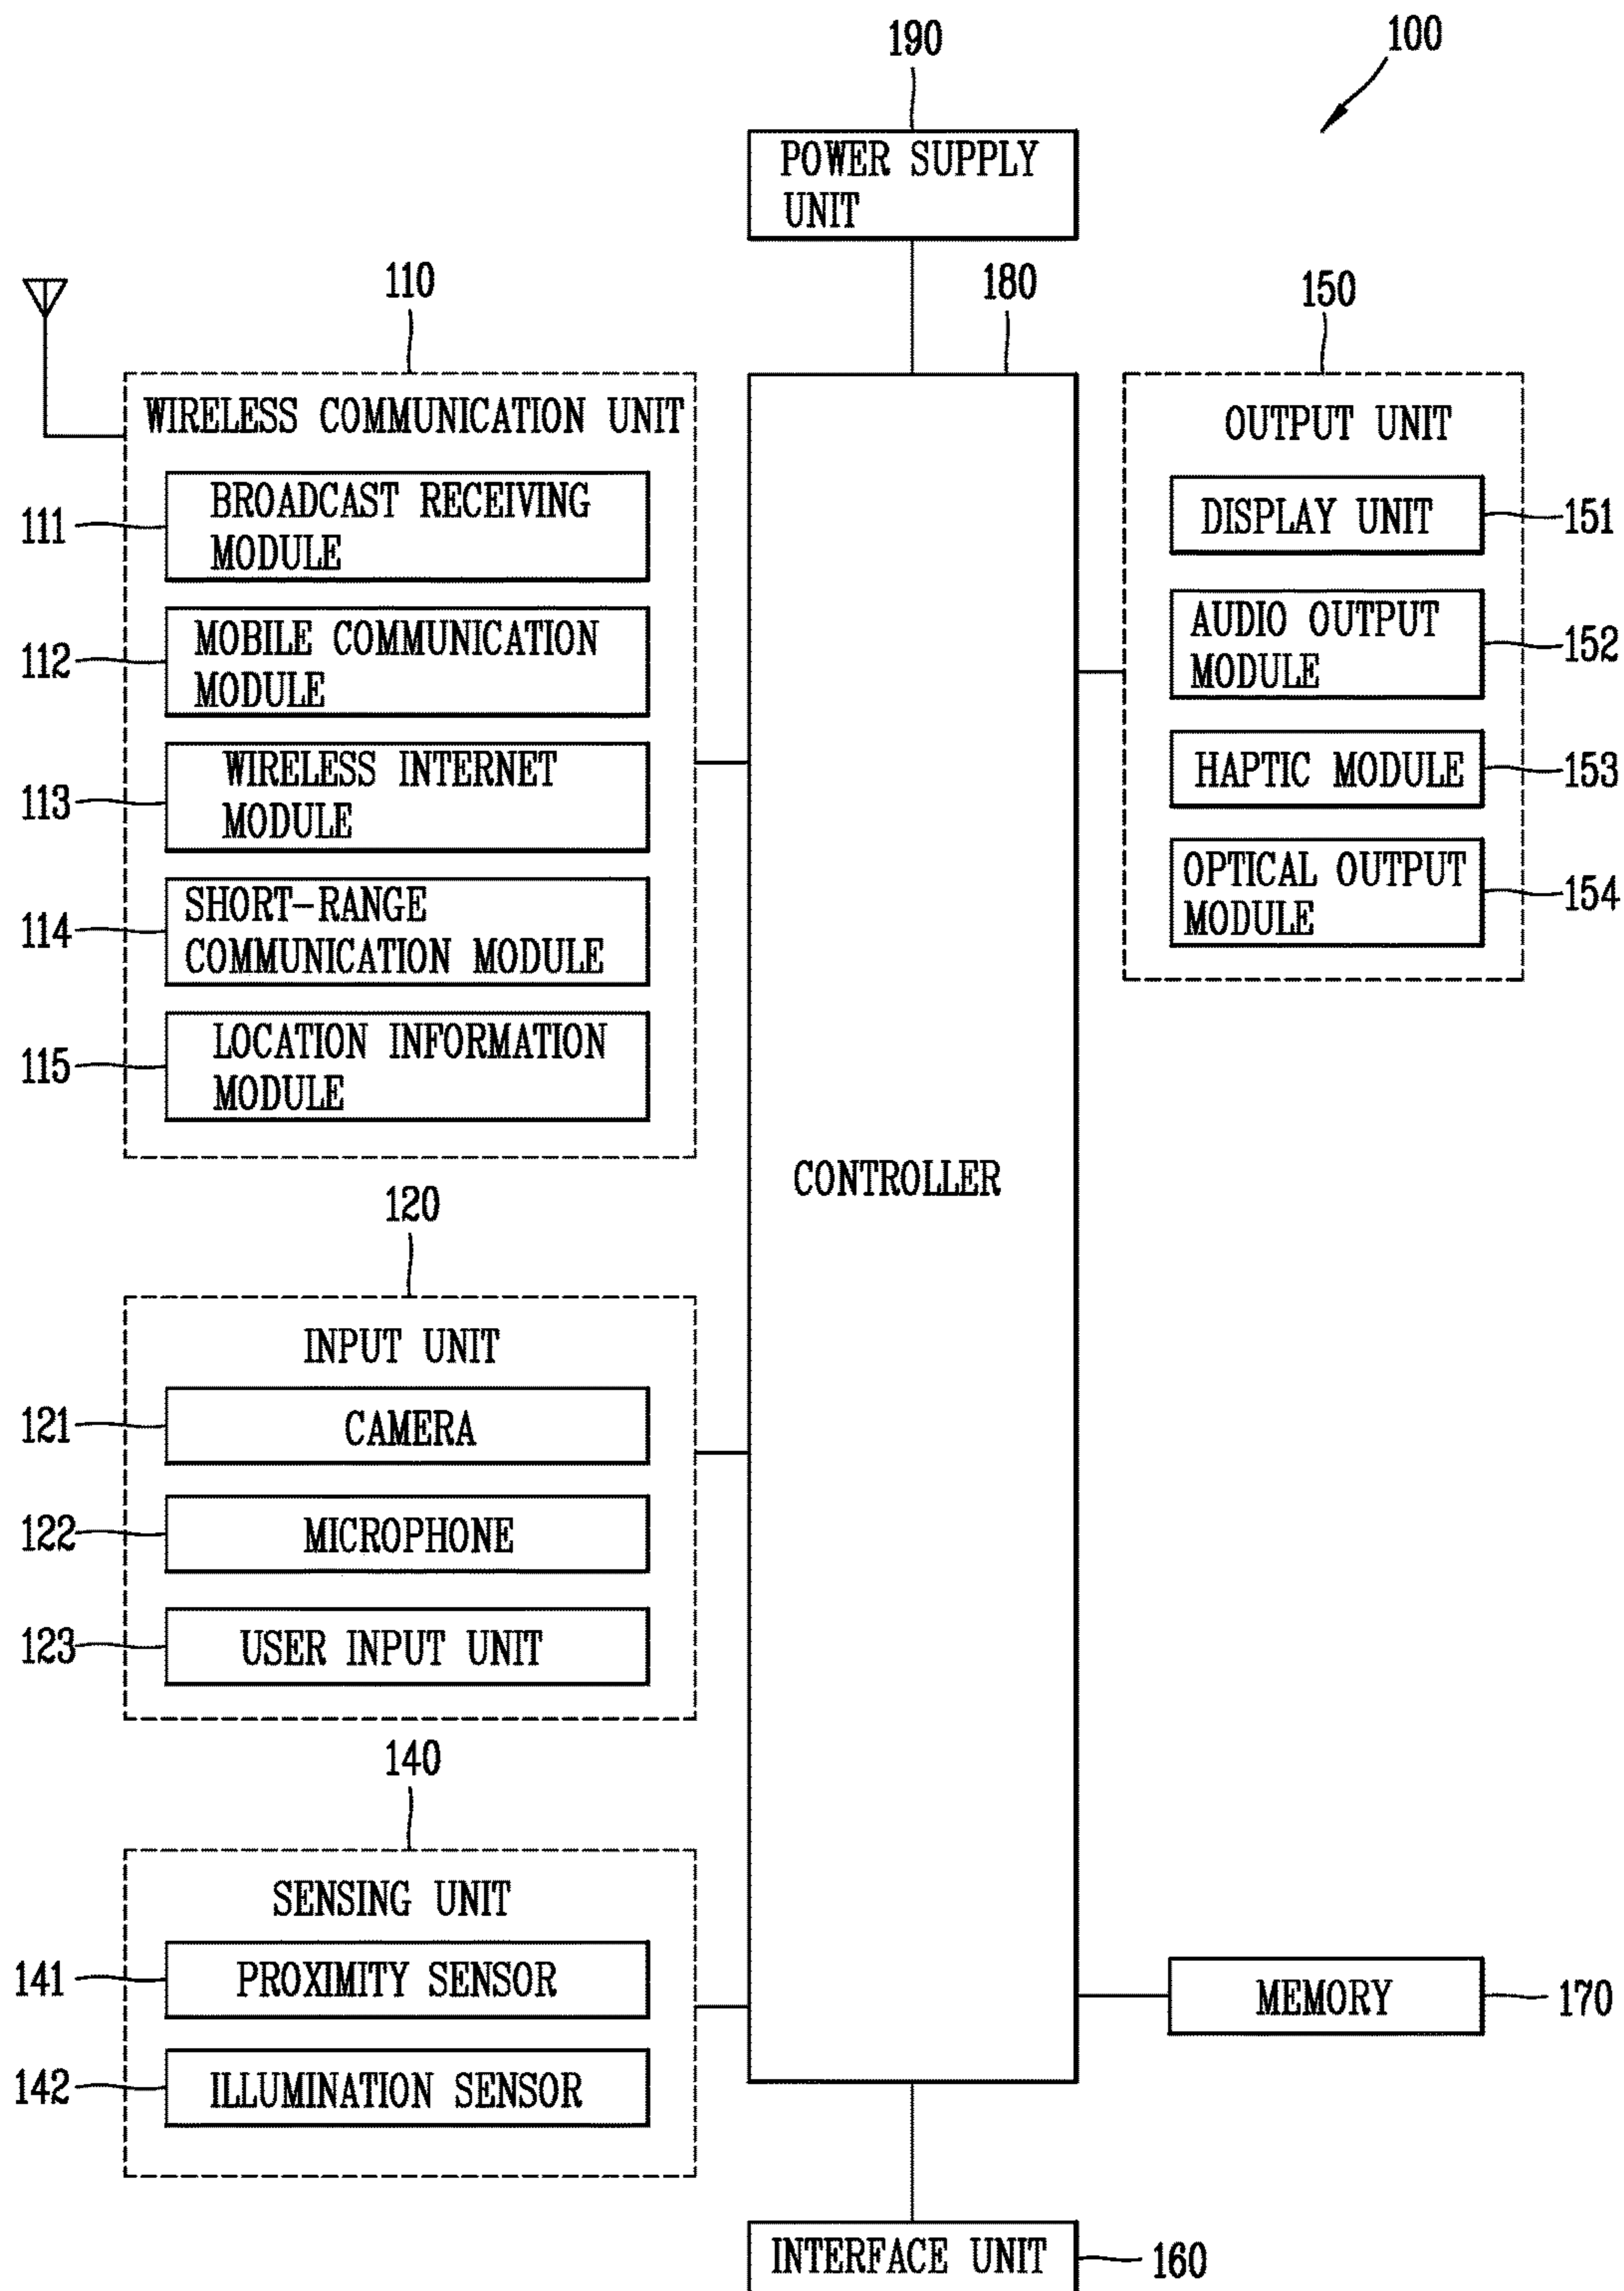 190
100
POWER SUPPLY
UNIT
110
180
150
WIRELESS COMMUNICATION UNIT
111
BROADCAST RECEIVING
MODULE
112
MOBILE COMMUNICATION
MODULE
113
WIRELESS INTERNET
MODULE
114
SHORT-RANGE
COMMUNICATION MODULE
115
LOCATION INFORMATION
MODULE
OUTPUT UNIT
DISPLAY UNIT
151
AUDIO OUTPUT
MODULE
152
HAPTIC MODULE
153
OPTICAL OUTPUT
MODULE
154
CONTROLLER
120
INPUT UNIT
121
CAMERA
122
MICROPHONE
123
USER INPUT UNIT
140
SENSING UNIT
141
PROXIMITY SENSOR
142
ILLUMINATION SENSOR
MEMORY
170
INTERFACE UNIT
160